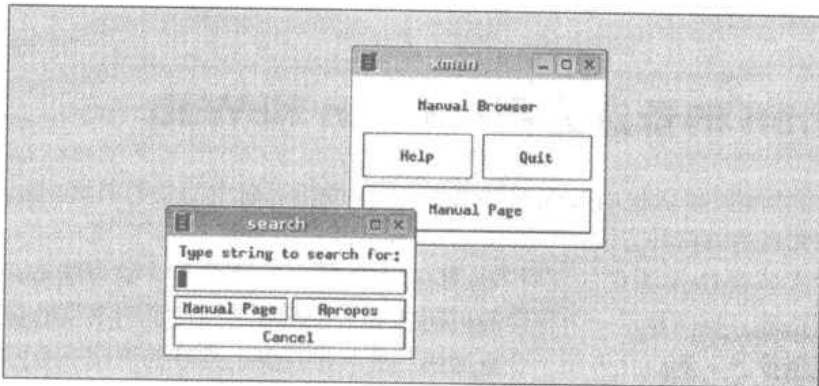 xman
Manual Browser
Help Quit
Manual Page
search
Type string to search for:
Manual Page Apropos
Cancel